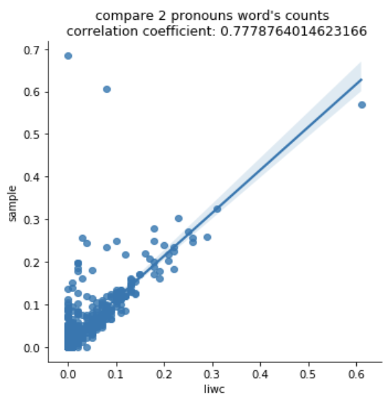 compare 2 pronouns word's counts
correlation coefficient: 0.7778764014623166
0.7
0.6
0.5
0.4
0.3
0.2
0.1
0.0
sample
0.0 0.1 0.2 0.3 0.4 0.5 0.6
liwc